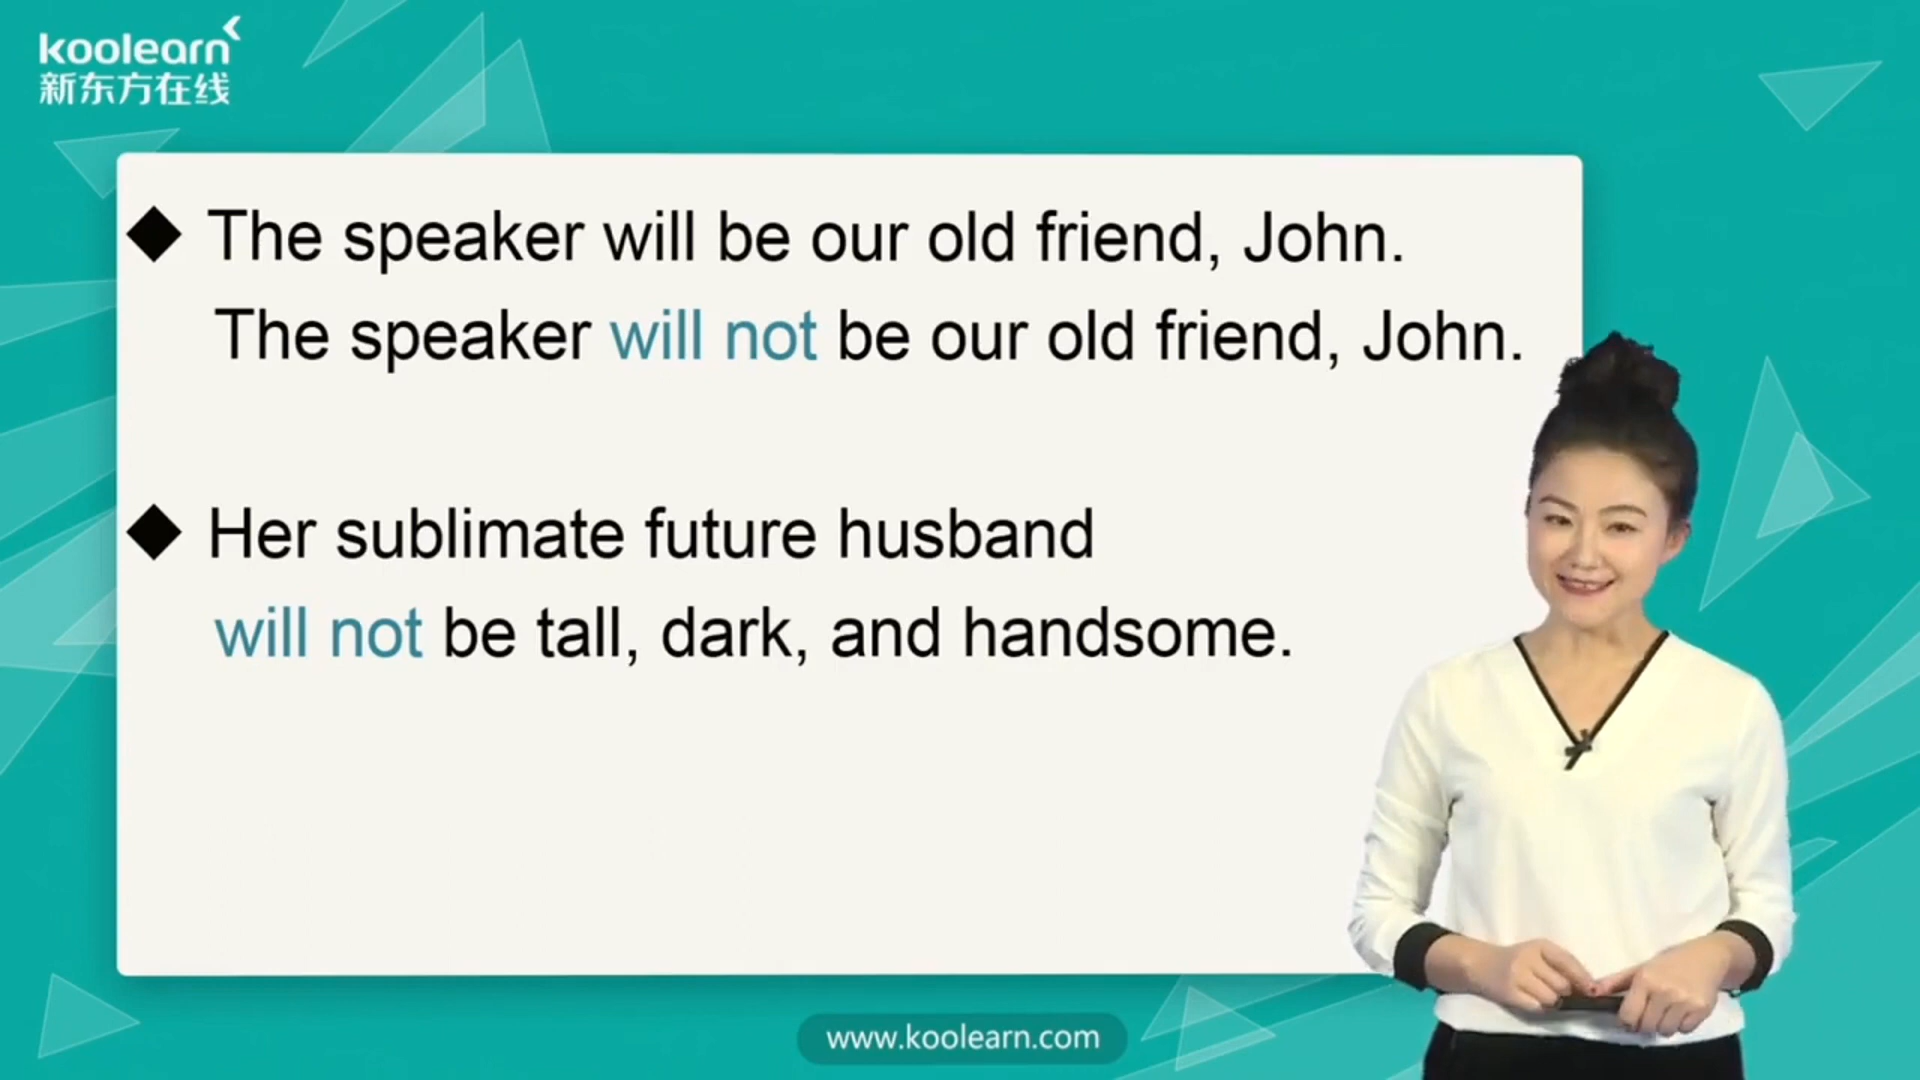 koolearn
新东方在线
◆ The speaker will be our old friend, John.
The speaker will not be our old friend, John.
◆ Her sublimate future husband
will not be tall, dark, and handsome.
www.koolearn.com